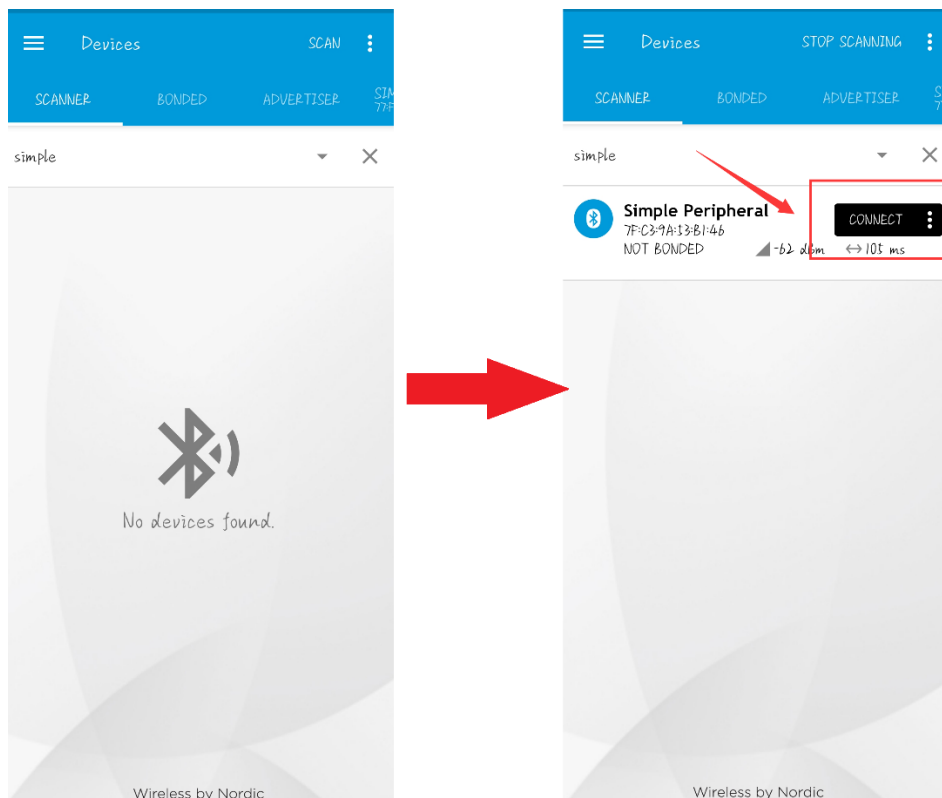 Devices SCAN
SCANNER BONDED ADVERTISER
simple
No devices found.
Wireless by Nordic
Devices STOP SCANNING
SCANNER BONDED ADVERTISER
simple
Simple Peripheral CONNECT
7F:C3:9A:13:B1:46
NOT BONDED -62 dBm ↔ 105 ms
Wireless by Nordic